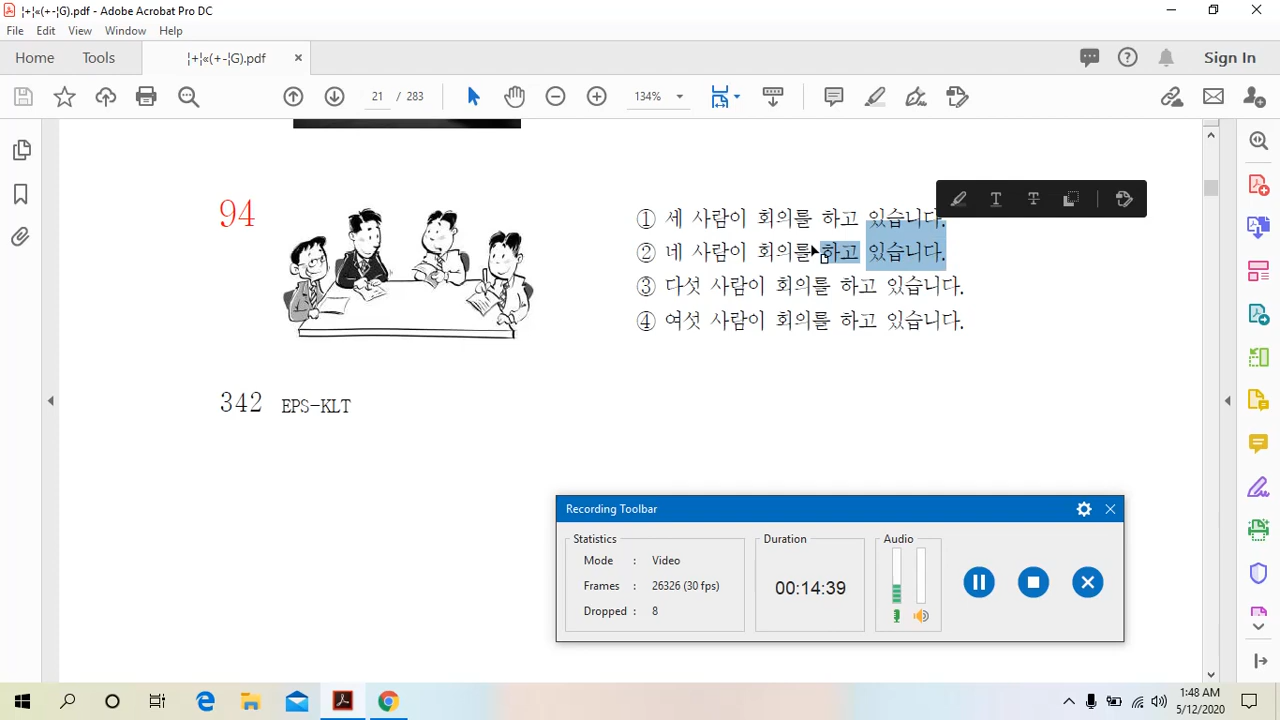 ¦+¦«(+-¦G).pdf - Adobe Acrobat Pro DC
File Edit View Window Help
Home Tools ¦+¦«(+-¦G).pdf × Sign In
21 / 283 134%
94
① 세 사람이 회의를 하고 있습니다.
② 네 사람이 회의를 하고 있습니다.
③ 다섯 사람이 회의를 하고 있습니다.
④ 여섯 사람이 회의를 하고 있습니다.
342 EPS-KLT
Recording Toolbar
Statistics Duration Audio
Mode : Video
Frames : 26326 (30 fps)
Dropped : 8
00:14:39
1:48 AM
5/12/2020